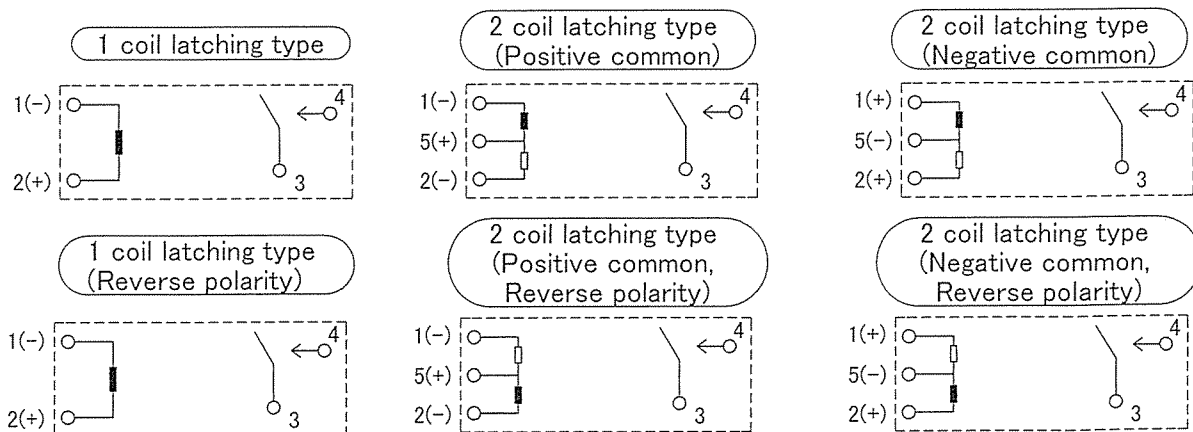 1 coil latching type
1(-)
2(+)
3
4
2 coil latching type
(Positive common)
1(-)
5(+)
2(-)
3
4
2 coil latching type
(Negative common)
1(+)
5(-)
2(+)
3
4
1 coil latching type
(Reverse polarity)
1(-)
2(+)
3
4
2 coil latching type
(Positive common,
Reverse polarity)
1(-)
5(+)
2(-)
3
4
2 coil latching type
(Negative common,
Reverse polarity)
1(+)
5(-)
2(+)
3
4